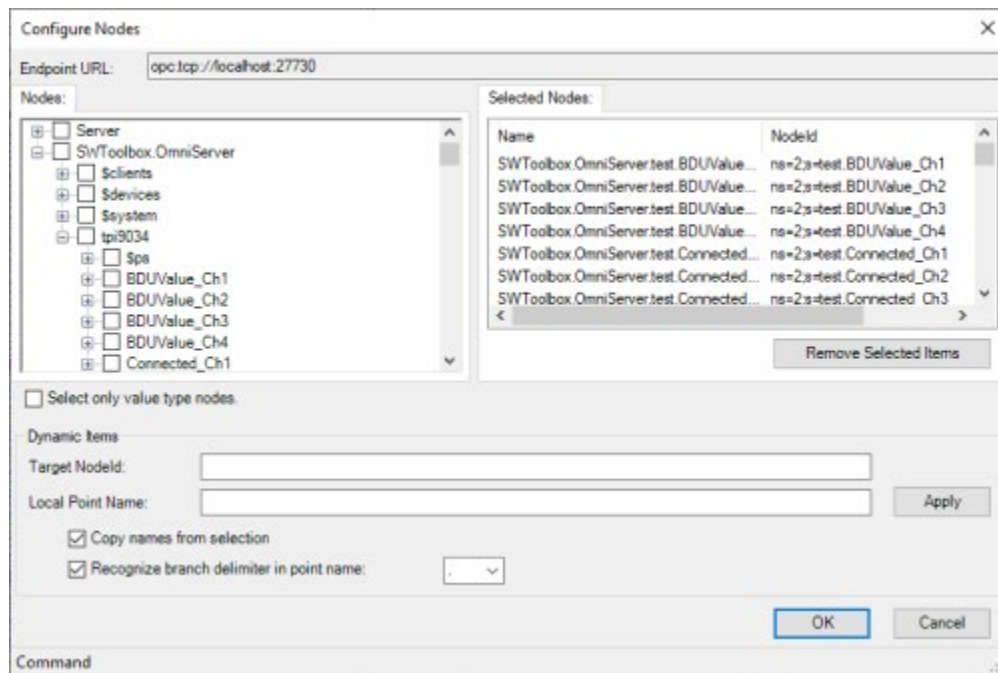 Configure Nodes
Endpoint URL: opc.tcp://localhost:27730
Nodes:
Server
SWToolbox.OmniServer
$clients
$devices
$system
tpi9034
$ps
BDUValue_Ch1
BDUValue_Ch2
BDUValue_Ch3
BDUValue_Ch4
Connected_Ch1
Selected Nodes:
Name NodeId
SWToolbox.OmniServer.test.BDUValue... ns=2;s=test.BDUValue_Ch1
SWToolbox.OmniServer.test.BDUValue... ns=2;s=test.BDUValue_Ch2
SWToolbox.OmniServer.test.BDUValue... ns=2;s=test.BDUValue_Ch3
SWToolbox.OmniServer.test.BDUValue... ns=2;s=test.BDUValue_Ch4
SWToolbox.OmniServer.test.Connected... ns=2;s=test.Connected_Ch1
SWToolbox.OmniServer.test.Connected... ns=2;s=test.Connected_Ch2
SWToolbox.OmniServer.test.Connected... ns=2;s=test.Connected_Ch3
Remove Selected Items
Select only value type nodes.
Dynamic Items
Target NodeId:
Local Point Name:
Apply
Copy names from selection
Recognize branch delimiter in point name: .
OK Cancel
Command